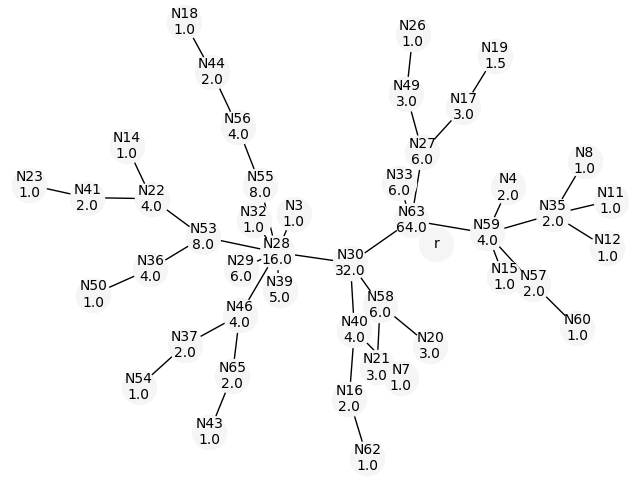 N18
1.0
N26
1.0
N19
1.5
N44
2.0
N49
3.0
N17
3.0
N56
4.0
N14
1.0
N27
6.0
N8
1.0
N23
1.0
N41
2.0
N22
4.0
N55
8.0
N33
6.0
N4
2.0
N11
1.0
N32
1.0
N3
1.0
N63
64.0
r
N59
4.0
N35
2.0
N12
1.0
N53
8.0
N28
16.0
N30
32.0
N36
4.0
N29
6.0
N39
5.0
N15
1.0
N57
2.0
N50
1.0
N46
4.0
N58
6.0
N40
4.0
N60
1.0
N37
2.0
N20
3.0
N21
3.0
N7
1.0
N54
1.0
N65
2.0
N16
2.0
N43
1.0
N62
1.0